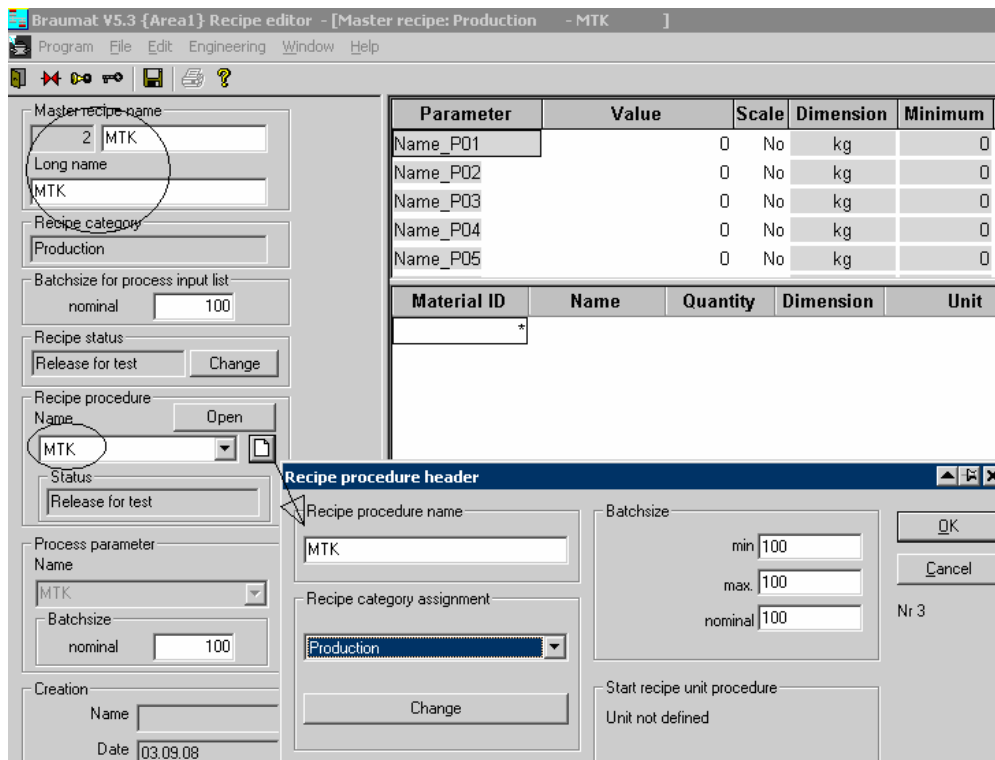 Braumat V5.3 {Area1} Recipe editor - [Master recipe: Production - MTK ]
Program File Edit Engineering Window Help
Master recipe name
2 MTK
Long name
MTK
Recipe category
Production
Batchsize for process input list
nominal 100
Recipe status
Release for test Change
Recipe procedure
Name Open
MTK
Status
Release for test
Process parameter
Name
MTK
Batchsize
nominal 100
Creation
Name
Date 03.09.08
Parameter Value Scale Dimension Minimum
Name_P01 0 No kg 0
Name_P02 0 No kg 0
Name_P03 0 No kg 0
Name_P04 0 No kg 0
Name_P05 0 No kg 0
Material ID Name Quantity Dimension Unit
*
Recipe procedure header
Recipe procedure name
MTK
Recipe category assignment
Production
Change
Batchsize
min 100
max. 100
nominal 100
Start recipe unit procedure
Unit not defined
OK
Cancel
Nr 3